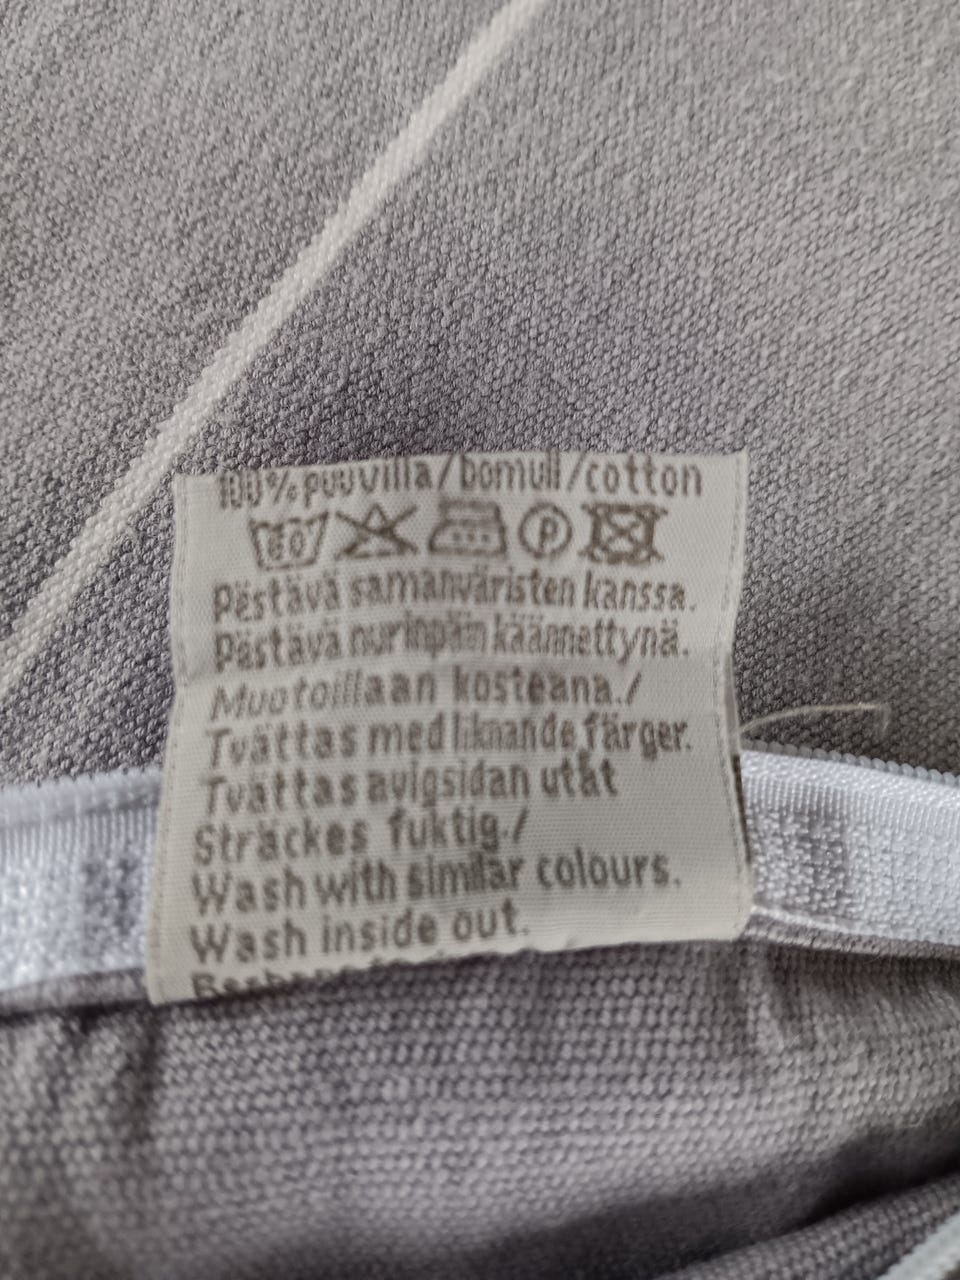 100% puuvilla/bomull/cotton
60 P
Pestävä samanväristen kanssa.
Pestävä nurinpäin käännettynä.
Muotoillaan kosteana./
Tvättas med liknande färger.
Tvättas avigsidan utåt
Sträckes fuktig./
Wash with similar colours.
Wash inside out.